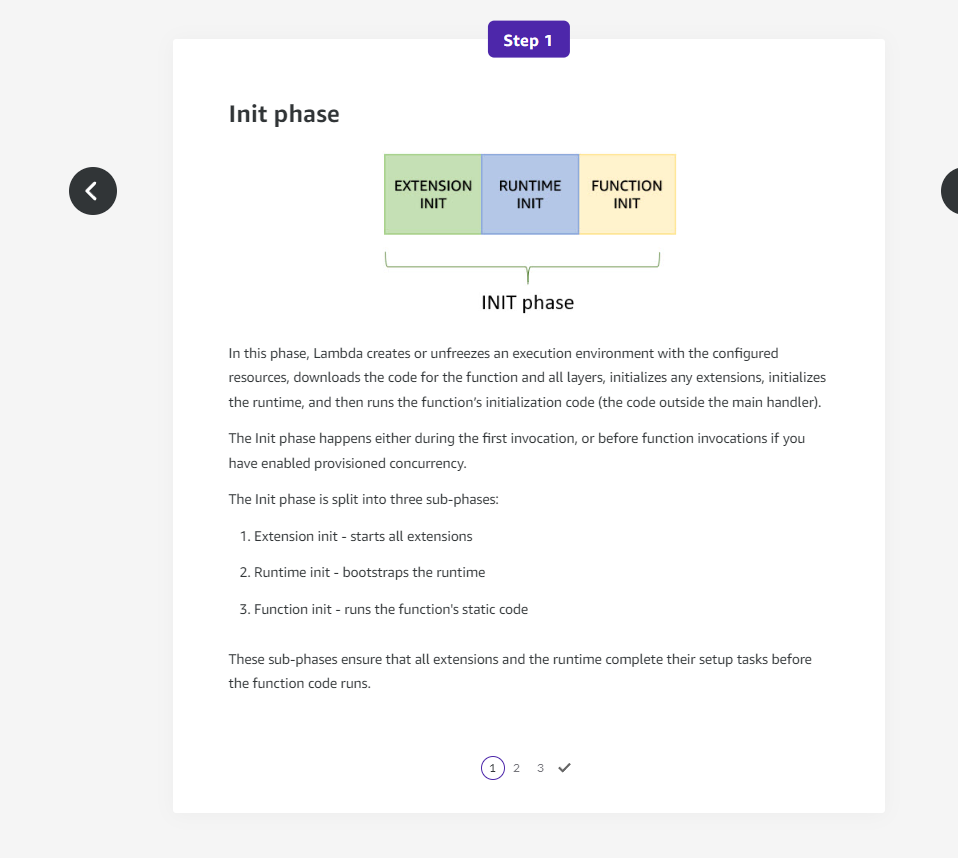 Step 1
Init phase
EXTENSION INIT
RUNTIME INIT
FUNCTION INIT
INIT phase
In this phase, Lambda creates or unfreezes an execution environment with the configured
resources, downloads the code for the function and all layers, initializes any extensions, initializes
the runtime, and then runs the function’s initialization code (the code outside the main handler).
The Init phase happens either during the first invocation, or before function invocations if you
have enabled provisioned concurrency.
The Init phase is split into three sub-phases:
1. Extension init - starts all extensions
2. Runtime init - bootstraps the runtime
3. Function init - runs the function's static code
These sub-phases ensure that all extensions and the runtime complete their setup tasks before
the function code runs.
1 2 3